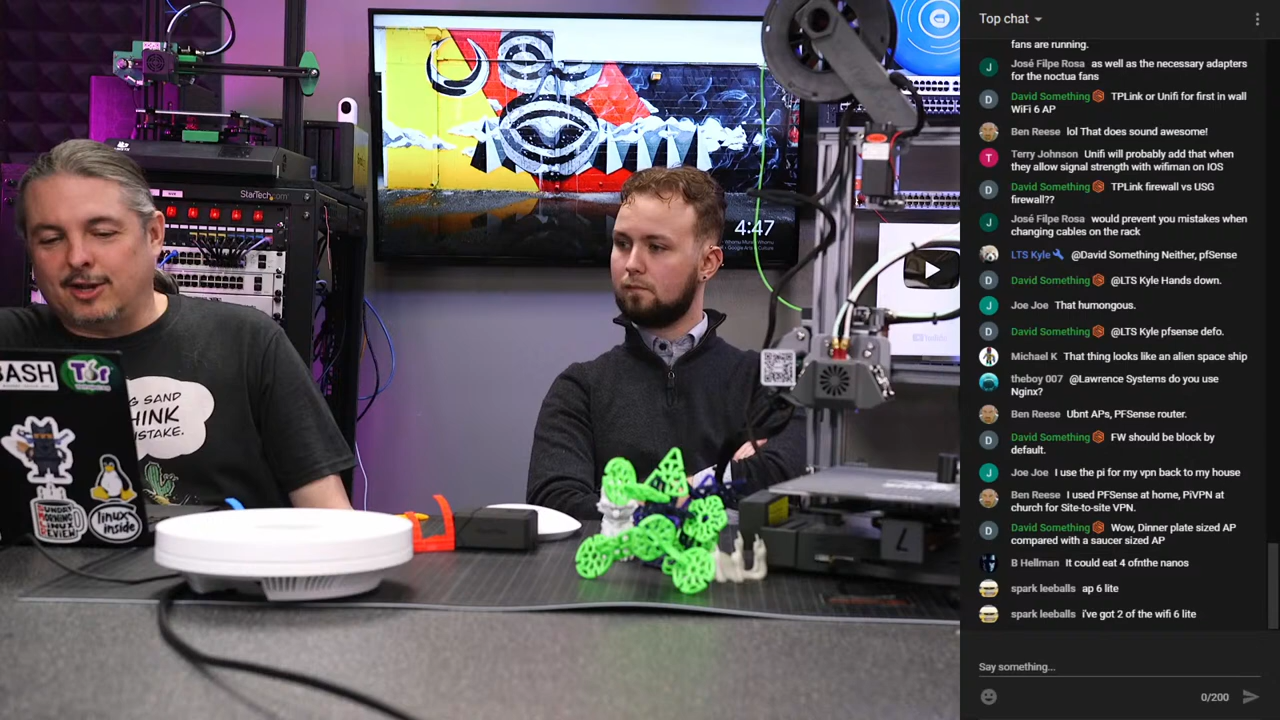 StarTech.com
4:47
BASH
Tor
G SAND
HINK
ISTAKE.
SUNDAY
MORNING
LINUX
REVIEW
linux
inside
Top chat
fans are running.
J José Filpe Rosa as well as the necessary adapters
for the noctua fans
D David Something TPLink or Unifi for first in wall
WiFi 6 AP
Ben Reese lol That does sound awesome!
T Terry Johnson Unifi will probably add that when
they allow signal strength with wifiman on IOS
D David Something TPLink firewall vs USG
firewall??
J José Filpe Rosa would prevent you mistakes when
changing cables on the rack
LTS Kyle @David Something Neither, pfSense
D David Something @LTS Kyle Hands down.
J Joe Joe That humongous.
D David Something @LTS Kyle pfsense defo.
Michael K That thing looks like an alien space ship
theboy 007 @Lawrence Systems do you use
Nginx?
Ben Reese Ubnt APs, PFSense router.
D David Something FW should be block by
default.
J Joe Joe I use the pi for my vpn back to my house
Ben Reese I used PFSense at home, PiVPN at
church for Site-to-site VPN.
D David Something Wow, Dinner plate sized AP
compared with a saucer sized AP
B Hellman It could eat 4 ofnthe nanos
spark leeballs ap 6 lite
spark leeballs i've got 2 of the wifi 6 lite
Say something...
0/200